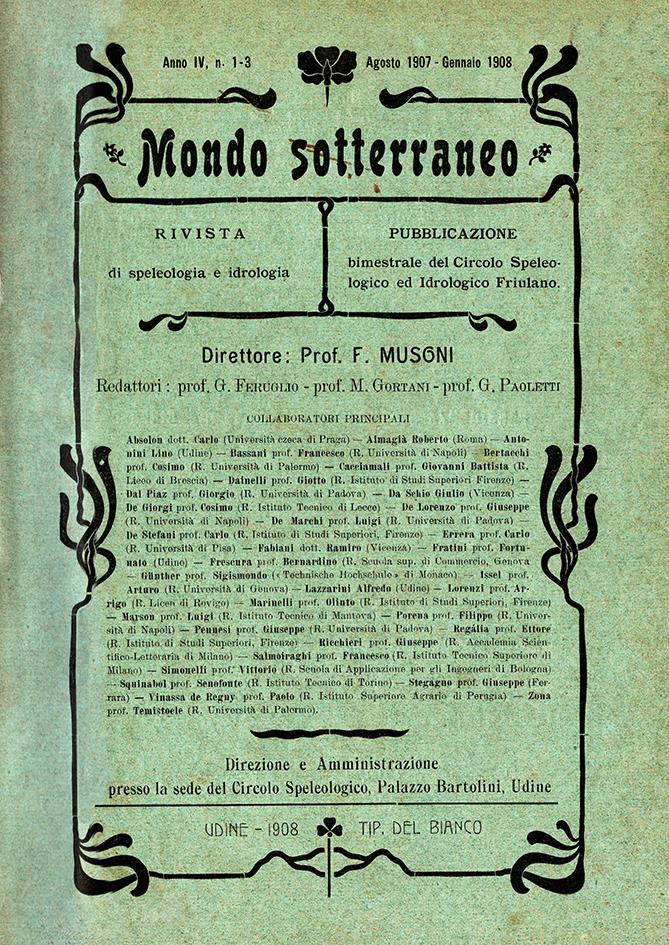 Anno IV, n. 1-3
Agosto 1907 - Gennaio 1908
Mondo sotterraneo
RIVISTA
di speleologia e idrologia
PUBBLICAZIONE
bimestrale del Circolo Speleo-
logico ed Idrologico Friulano.
Direttore: Prof. F. MUSONI
Redattori: prof. G. FERUGLIO - prof. M. GORTANI - prof. G. PAOLETTI
COLLABORATORI PRINCIPALI
Absolon dott. Carlo (Università czeca di Praga) — Almagià Roberto (Roma) — Anto-
nini Lino (Udine) — Bassani prof. Francesco (R. Università di Napoli) — Bertacchi
prof. Cosimo (R. Università di Palermo) — Cacciamali prof. Giovanni Battista (R.
Liceo di Brescia) — Dainelli prof. Giotto (R. Istituto di Studi Superiori Firenze) —
Dal Piaz prof. Giorgio (R. Università di Padova) — Da Schio Giulio (Vicenza) —
De Giorgi prof. Cosimo (R. Istituto Tecnico di Lecce) — De Lorenzo prof. Giuseppe
(R. Università di Napoli) — De Marchi prof. Luigi (R. Università di Padova) —
De Stefani prof. Carlo (R. Istituto di Studi Superiori, Firenze) — Errera prof. Carlo
(R. Università di Pisa) — Fabiani dott. Ramiro (Vicenza) — Fratini prof. Fortu-
nato (Udine) — Frescura prof. Bernardino (R. Scuola sup. di Commercio, Genova
— Günther prof. Sigismondo («Technische Hochschule» di Monaco) — Issel prof.
Arturo (R. Università di Genova) — Lazzarini Alfredo (Udine) — Lorenzi prof. Ar-
rigo (R. Liceo di Rovigo) — Marinelli prof. Olinto (R. Istituto di Studi Superiori, Firenze)
— Marson prof. Luigi (R. Istituto Tecnico di Mantova) — Porena prof. Filippo (R. Univer-
sità di Napoli) — Pennesi prof. Giuseppe (R. Università di Padova) — Regàlia prof. Ettore
(R. Istituto di Studi Superiori, Firenze) — Ricchieri prof. Giuseppe (R. Accademia Scien-
tifico-Letteraria di Milano) — Salmoiraghi prof. Francesco (R. Istituto Tecnico Superiore di
Milano) — Simonelli prof. Vittorio (R. Scuola di Applicazione per gli Ingegneri di Bologna)
— Squinabol prof. Senofonte (R. Istituto Tecnico di Torino) — Stegagno prof. Giuseppe (Fer-
rara) — Vinassa de Regny prof. Paolo (R. Istituto Superiore Agrario di Perugia) — Zona
prof. Temistocle (R. Università di Palermo).
Direzione e Amministrazione
presso la sede del Circolo Speleologico, Palazzo Bartolini, Udine
UDINE - 1908 TIP. DEL BIANCO